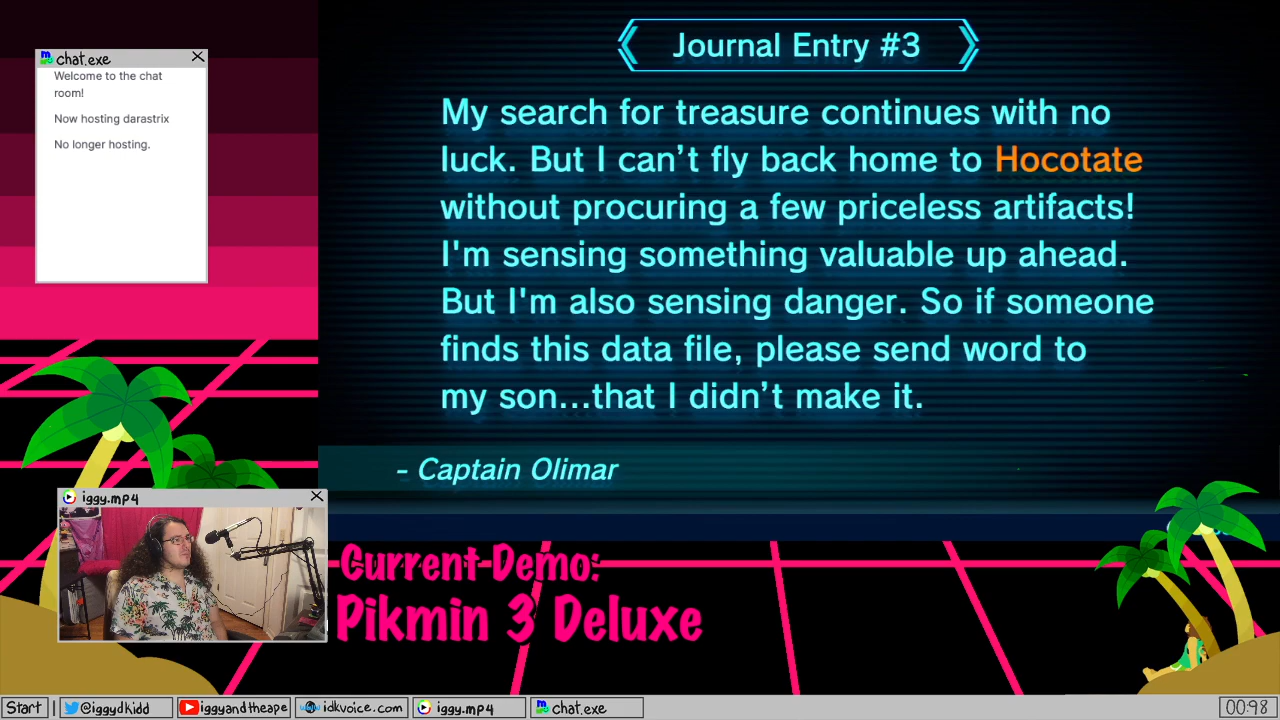 Journal Entry #3
chat.exe
Welcome to the chat
room!
Now hosting darastrix
No longer hosting.
My search for treasure continues with no
luck. But I can't fly back home to Hocotate
without procuring a few priceless artifacts!
I'm sensing something valuable up ahead.
But I'm also sensing danger. So if someone
finds this data file, please send word to
my son...that I didn't make it.
– Captain Olimar
iggy.mp4
Current Demo:
Pikmin 3 Deluxe
Start | @iggydkidd iggyandtheape www idkvoice.com iggy.mp4 chat.exe 00:98